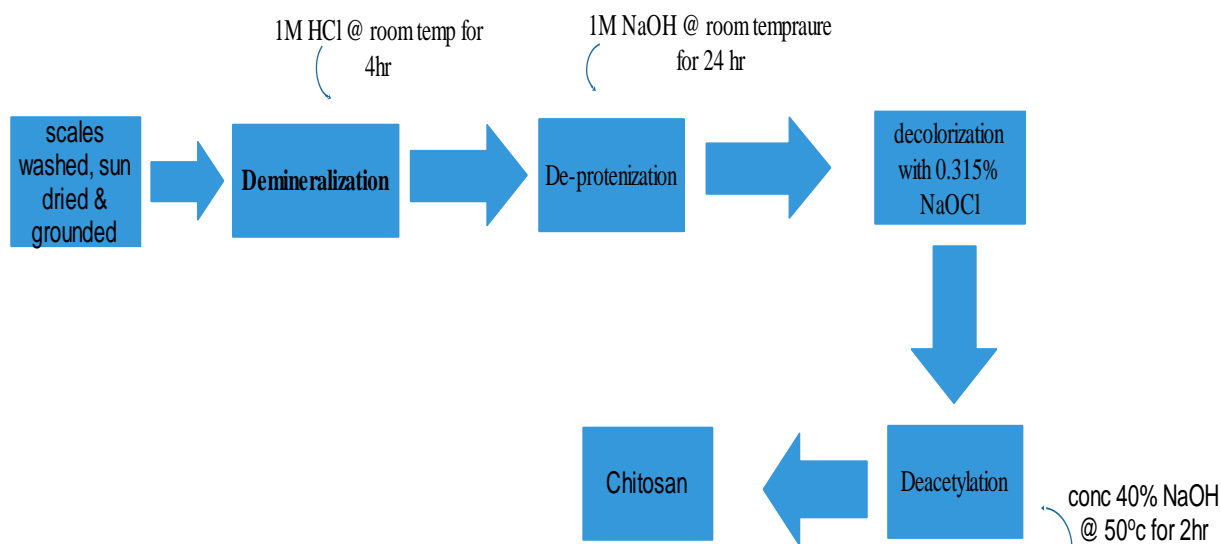 1M HCl @ room temp for
4hr
1M NaOH @ room tempraure
for 24 hr
scales
washed, sun
dried &
grounded
Demineralization
De-protenization
decolorization
with 0.315%
NaOCl
Deacetylation
conc 40% NaOH
@ 50ºc for 2hr
Chitosan